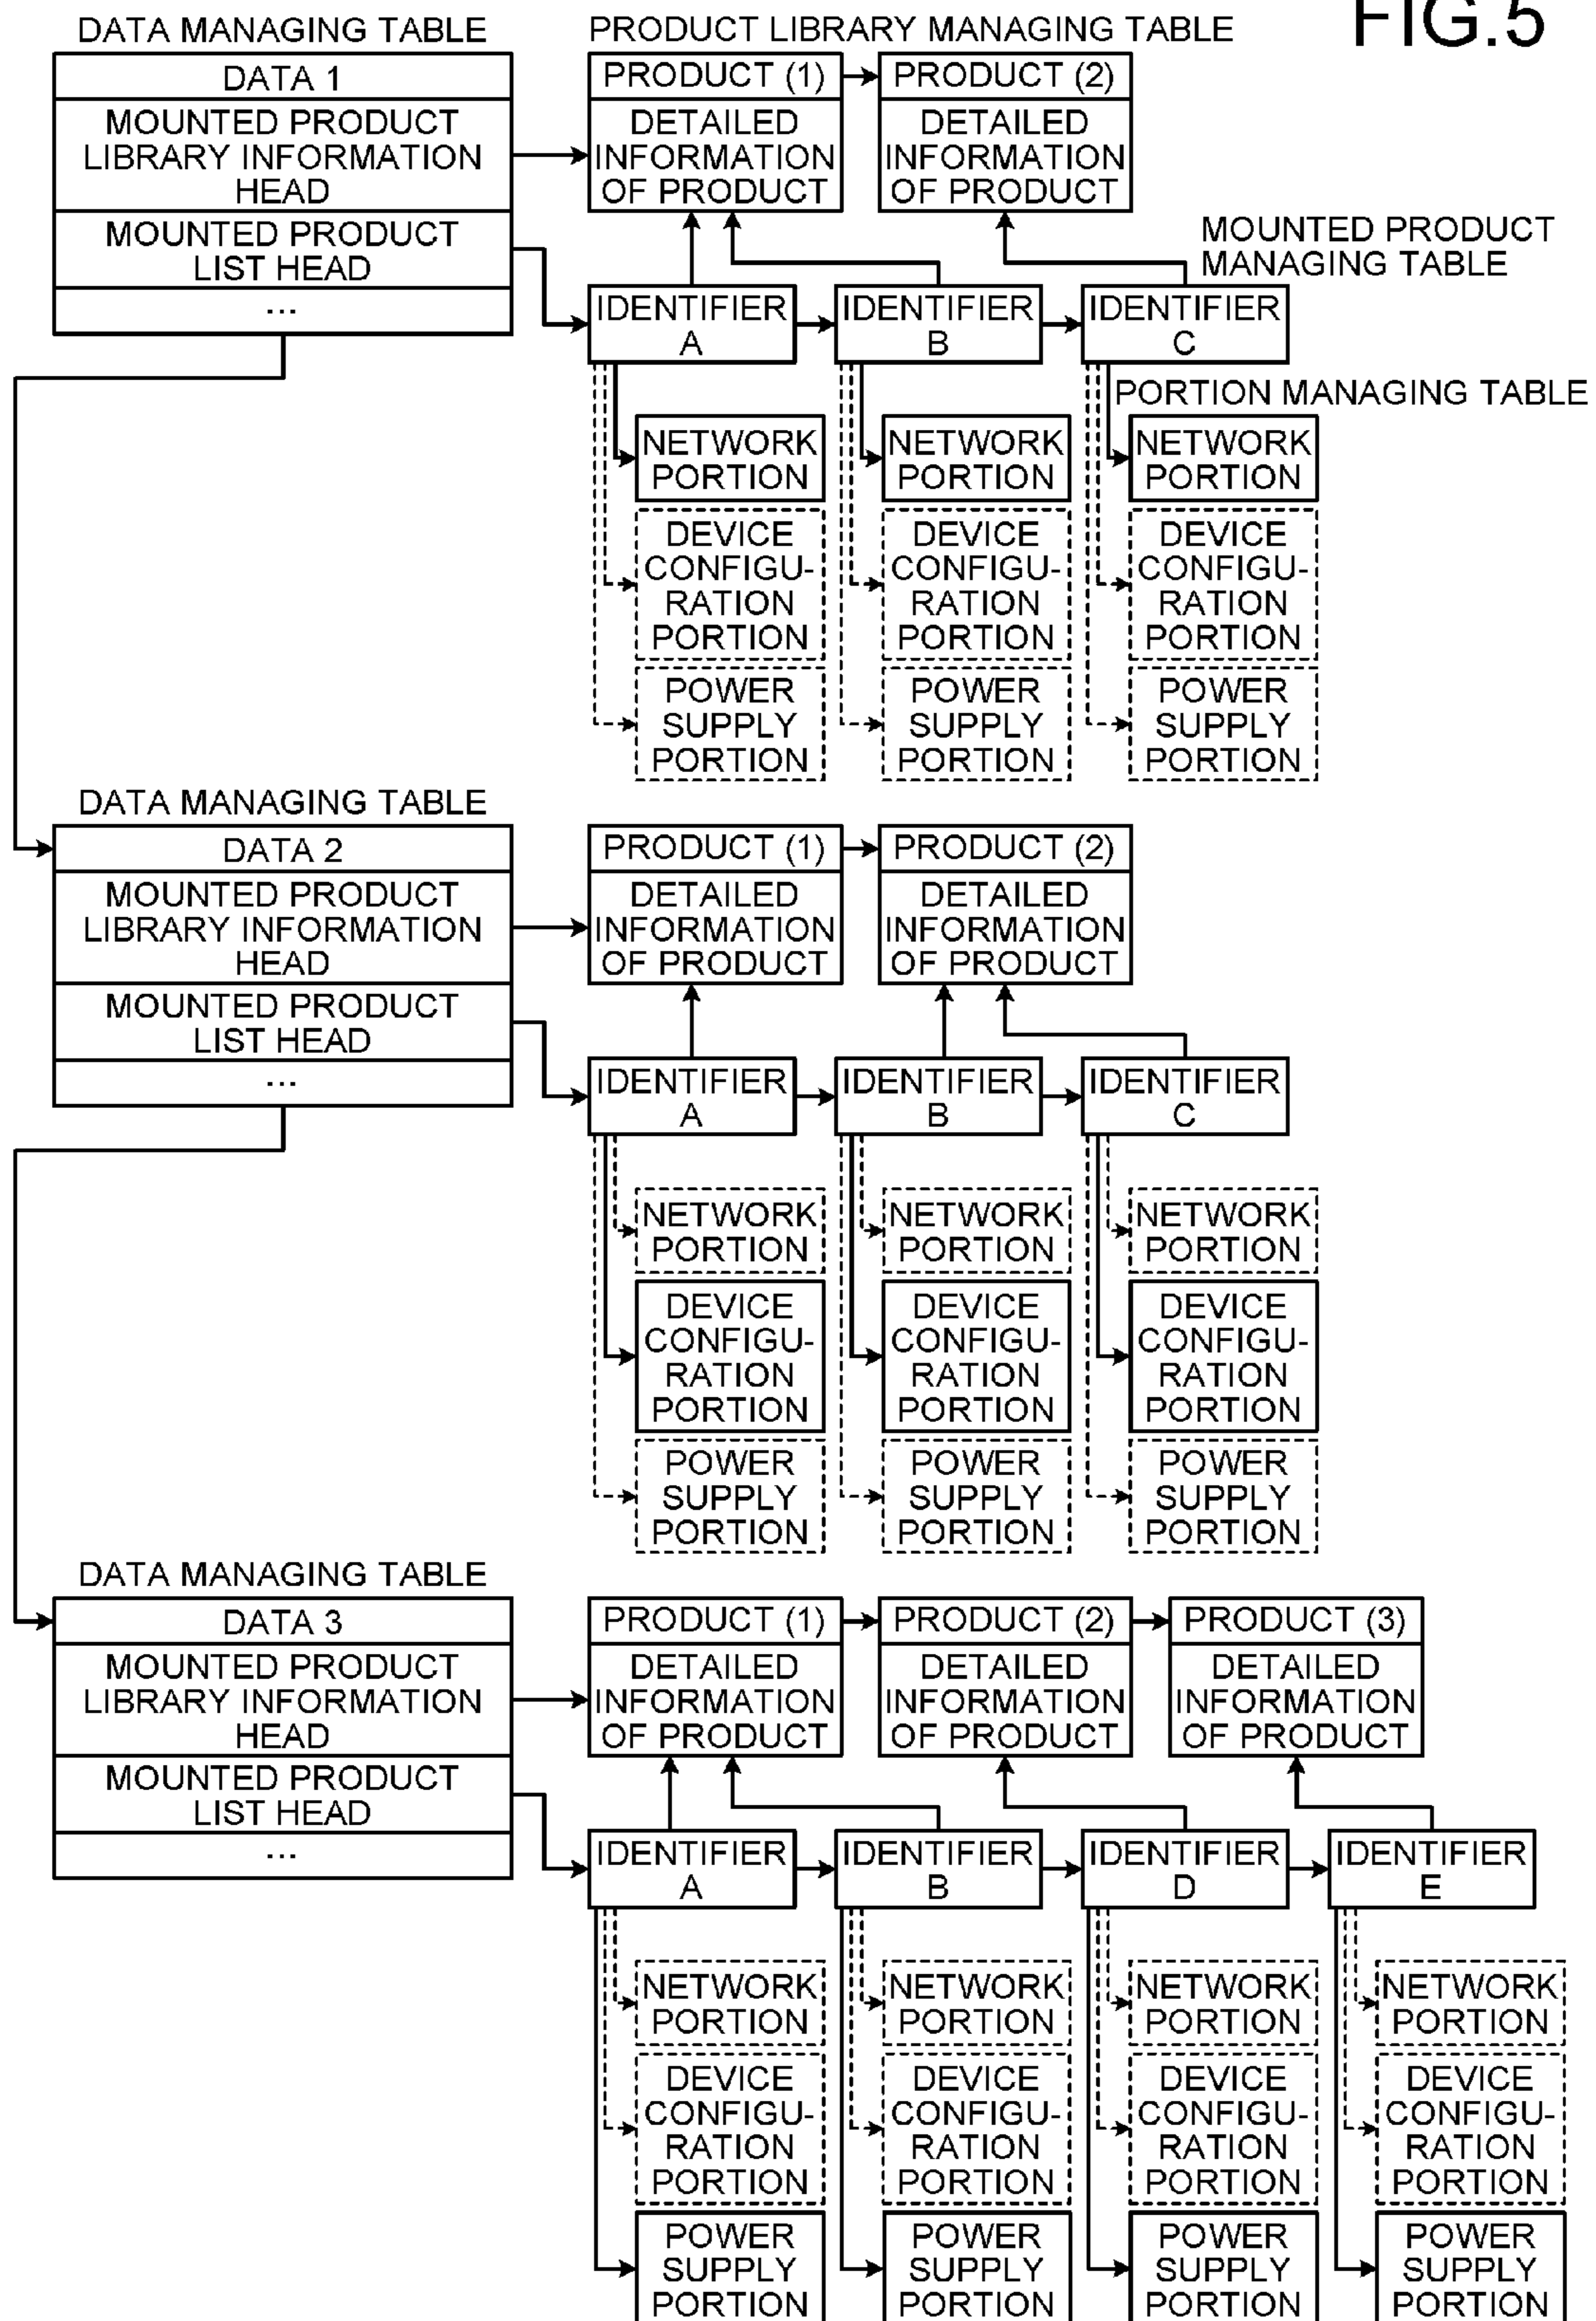 FIG.5
DATA MANAGING TABLE
PRODUCT LIBRARY MANAGING TABLE
DATA 1
MOUNTED PRODUCT
LIBRARY INFORMATION
HEAD
MOUNTED PRODUCT
LIST HEAD
...
PRODUCT (1)
DETAILED
INFORMATION
OF PRODUCT
PRODUCT (2)
DETAILED
INFORMATION
OF PRODUCT
MOUNTED PRODUCT
MANAGING TABLE
IDENTIFIER
A
IDENTIFIER
B
IDENTIFIER
C
PORTION MANAGING TABLE
NETWORK
PORTION
DEVICE
CONFIGU-
RATION
PORTION
POWER
SUPPLY
PORTION
NETWORK
PORTION
DEVICE
CONFIGU-
RATION
PORTION
POWER
SUPPLY
PORTION
NETWORK
PORTION
DEVICE
CONFIGU-
RATION
PORTION
POWER
SUPPLY
PORTION
DATA MANAGING TABLE
DATA 2
MOUNTED PRODUCT
LIBRARY INFORMATION
HEAD
MOUNTED PRODUCT
LIST HEAD
...
PRODUCT (1)
DETAILED
INFORMATION
OF PRODUCT
PRODUCT (2)
DETAILED
INFORMATION
OF PRODUCT
IDENTIFIER
A
IDENTIFIER
B
IDENTIFIER
C
NETWORK
PORTION
DEVICE
CONFIGU-
RATION
PORTION
POWER
SUPPLY
PORTION
NETWORK
PORTION
DEVICE
CONFIGU-
RATION
PORTION
POWER
SUPPLY
PORTION
NETWORK
PORTION
DEVICE
CONFIGU-
RATION
PORTION
POWER
SUPPLY
PORTION
DATA MANAGING TABLE
DATA 3
MOUNTED PRODUCT
LIBRARY INFORMATION
HEAD
MOUNTED PRODUCT
LIST HEAD
...
PRODUCT (1)
DETAILED
INFORMATION
OF PRODUCT
PRODUCT (2)
DETAILED
INFORMATION
OF PRODUCT
PRODUCT (3)
DETAILED
INFORMATION
OF PRODUCT
IDENTIFIER
A
IDENTIFIER
B
IDENTIFIER
D
IDENTIFIER
E
NETWORK
PORTION
DEVICE
CONFIGU-
RATION
PORTION
POWER
SUPPLY
PORTION
NETWORK
PORTION
DEVICE
CONFIGU-
RATION
PORTION
POWER
SUPPLY
PORTION
NETWORK
PORTION
DEVICE
CONFIGU-
RATION
PORTION
POWER
SUPPLY
PORTION
NETWORK
PORTION
DEVICE
CONFIGU-
RATION
PORTION
POWER
SUPPLY
PORTION